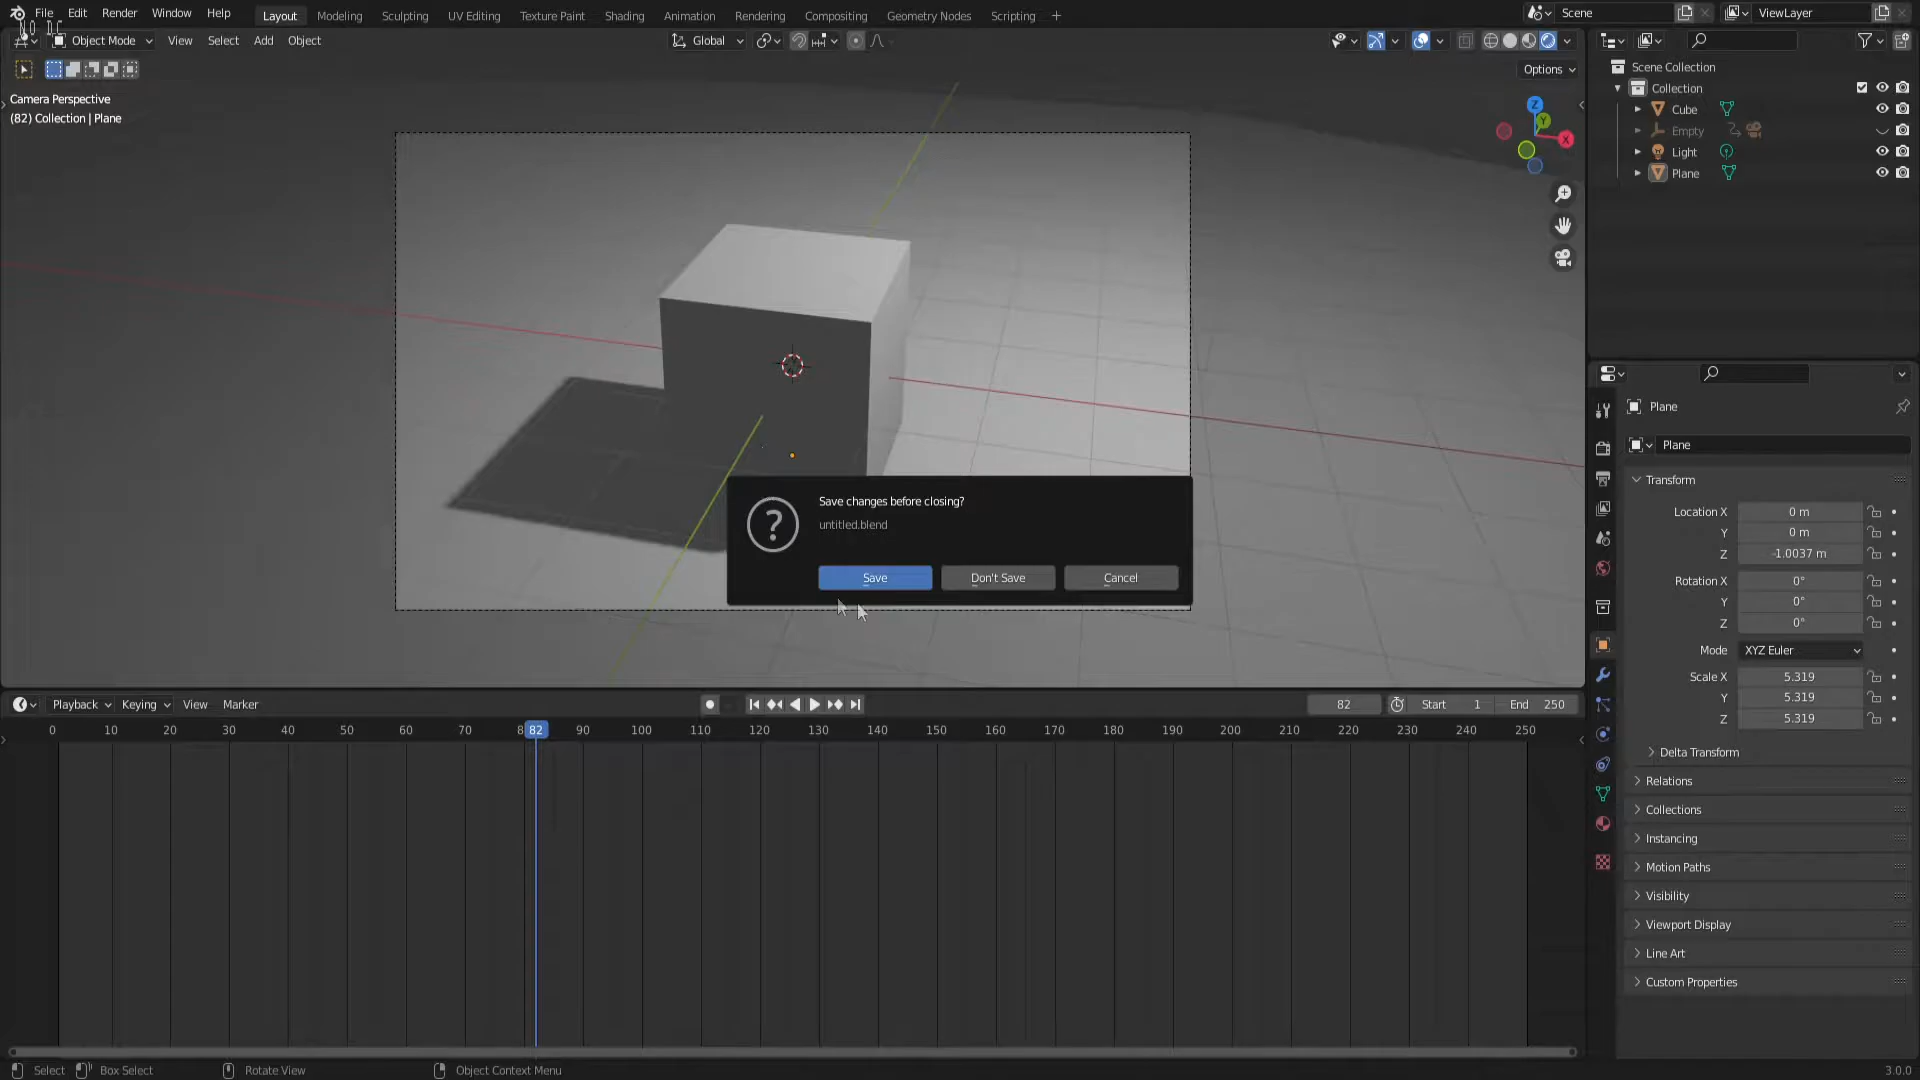 File Edit Render Window Help Layout Modeling Sculpting UV Editing Texture Paint Shading Animation Rendering Compositing Geometry Nodes Scripting + Scene ViewLayer
Object Mode View Select Add Object Global
Options
Camera Perspective
(82) Collection | Plane
Z
Y
X
Scene Collection
Collection
Cube
Empty
Light
Plane
Save changes before closing?
untitled.blend
Save Don't Save Cancel
Plane
Plane
Transform
Location X 0 m
Y 0 m
Z -1.0037 m
Rotation X 0°
Y 0°
Z 0°
Mode XYZ Euler
Scale X 5.319
Y 5.319
Z 5.319
Delta Transform
Relations
Collections
Instancing
Motion Paths
Visibility
Viewport Display
Line Art
Custom Properties
Playback Keying View Marker 82 Start 1 End 250
0 10 20 30 40 50 60 70 8 82 90 100 110 120 130 140 150 160 170 180 190 200 210 220 230 240 250
Select Box Select Rotate View Object Context Menu 3.0.0